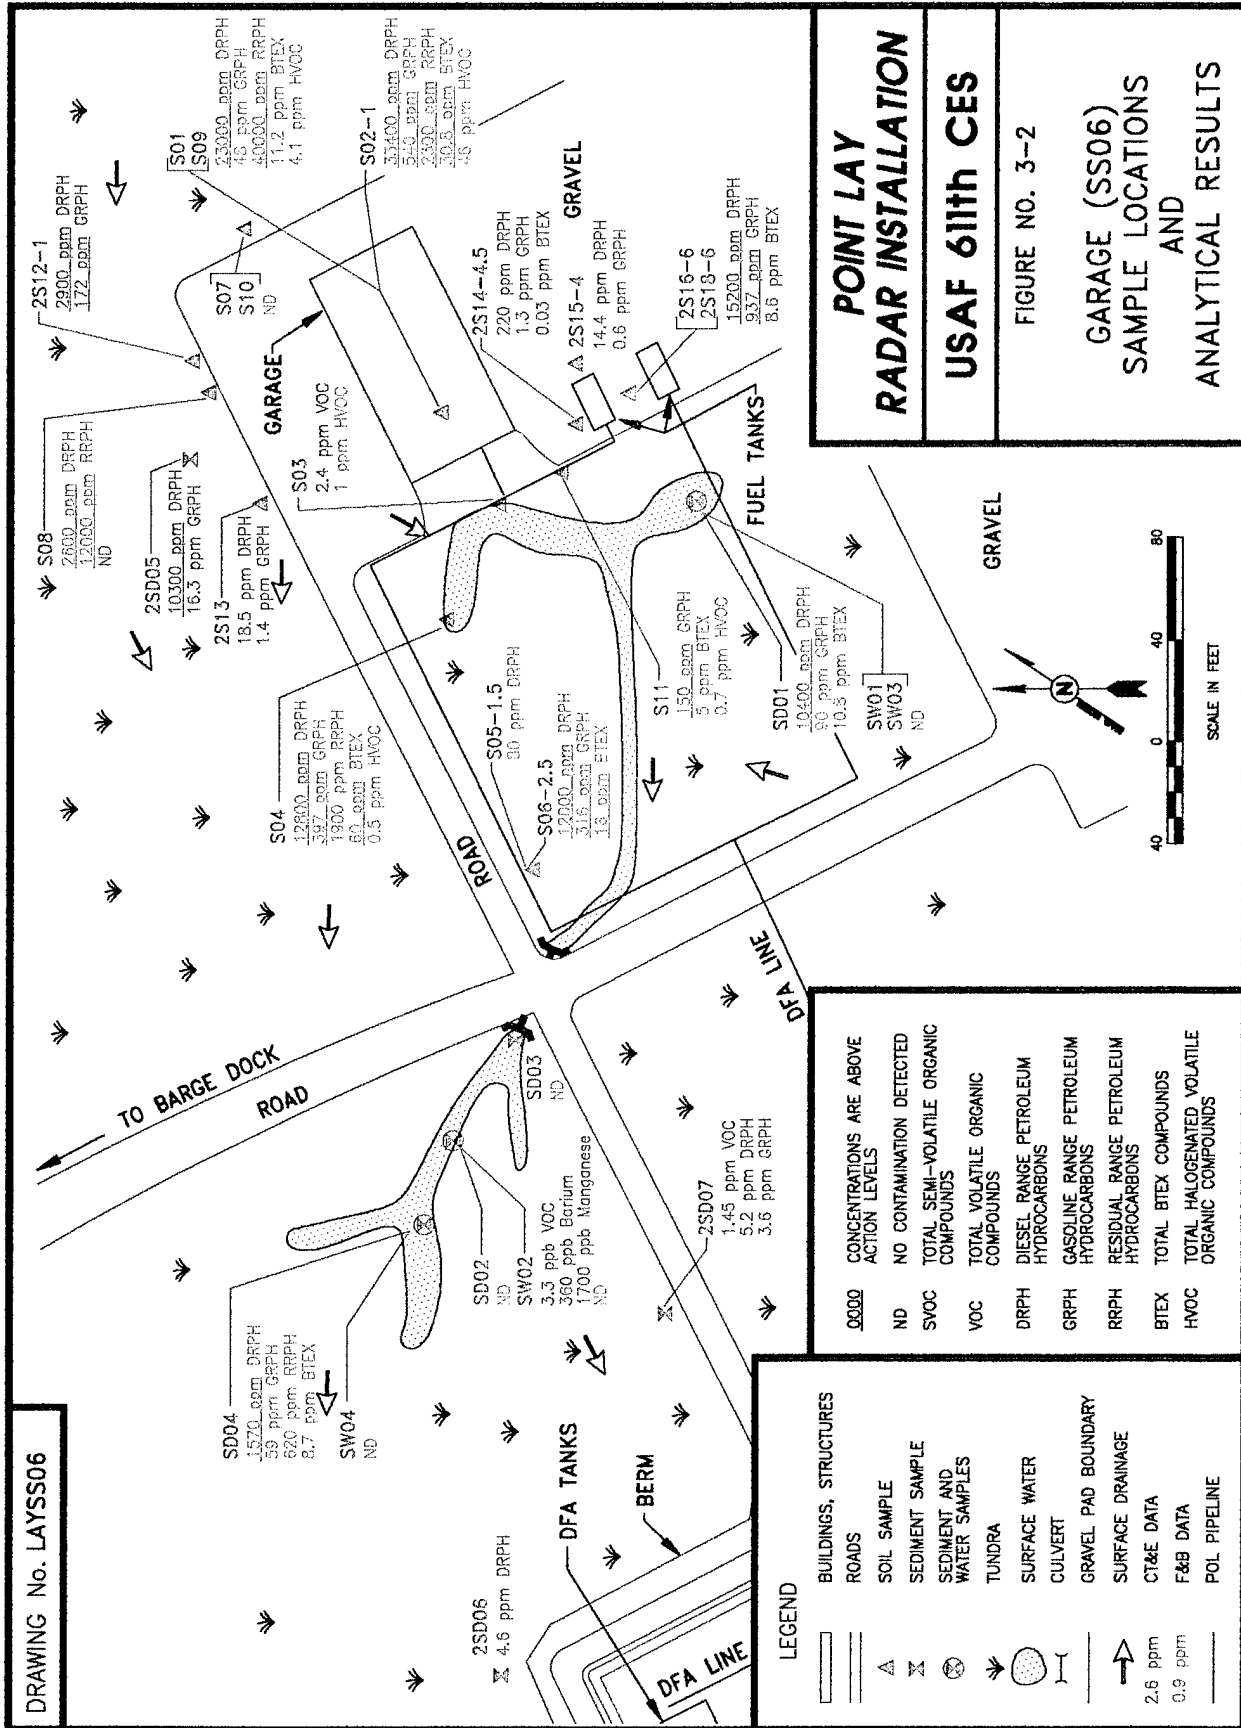 DRAWING No. LAYSS06
2S12-1
2900 ppm DRPH
172 ppm GRPH
S01
S09
23000 ppm DRPH
48 ppm GRPH
40000 ppm RRPH
11.2 ppm BTEX
4.1 ppm HVOC
S02-1
33400 ppm DRPH
540 ppm GRPH
2300 ppm RRPH
30.8 ppm BTEX
46 ppm HVOC
S07
S10
ND
S08
2600 ppm DRPH
12000 ppm RRPH
ND
2SD05
10300 ppm DRPH
16.3 ppm GRPH
2S13
18.5 ppm DRPH
1.4 ppm GRPH
GARAGE
S03
2.4 ppm VOC
1 ppm HVOC
2S14-4.5
220 ppm DRPH
1.3 ppm GRPH
0.03 ppm BTEX
GRAVEL
2S15-4
14.4 ppm DRPH
0.6 ppm GRPH
2S16-6
2S18-6
15200 ppm DRPH
937 ppm GRPH
8.6 ppm BTEX
FUEL TANKS
S04
12800 ppm DRPH
397 ppm GRPH
1900 ppm RRPH
60 ppm BTEX
0.5 ppm HVOC
S05-1.5
80 ppm DRPH
S06-2.5
12000 ppm DRPH
316 ppm GRPH
13 ppm BTEX
S11
150 ppm GRPH
5 ppm BTEX
0.7 ppm HVOC
SD01
10400 ppm DRPH
90 ppm GRPH
10.8 ppm BTEX
SW01
SW03
ND
GRAVEL
ROAD
TO BARGE DOCK
ROAD
DFA LINE
SD03
ND
SD02
ND
SW02
3.3 ppb VOC
360 ppb Barium
1700 ppb Manganese
ND
SD04
1570 ppm DRPH
59 ppm GRPH
620 ppm RRPH
8.7 ppm BTEX
SW04
ND
2SD07
1.45 ppm VOC
5.2 ppm DRPH
3.6 ppm GRPH
2SD06
4.6 ppm DRPH
DFA TANKS
BERM
DFA LINE
N
40 0 40 80
SCALE IN FEET
LEGEND
BUILDINGS, STRUCTURES
ROADS
SOIL SAMPLE
SEDIMENT SAMPLE
SEDIMENT AND
WATER SAMPLES
TUNDRA
SURFACE WATER
CULVERT
GRAVEL PAD BOUNDARY
SURFACE DRAINAGE
2.6 ppm CT&E DATA
0.9 ppm F&B DATA
POL PIPELINE
0000 CONCENTRATIONS ARE ABOVE
ACTION LEVELS
ND NO CONTAMINATION DETECTED
SVOC TOTAL SEMI-VOLATILE ORGANIC
COMPOUNDS
VOC TOTAL VOLATILE ORGANIC
COMPOUNDS
DRPH DIESEL RANGE PETROLEUM
HYDROCARBONS
GRPH GASOLINE RANGE PETROLEUM
HYDROCARBONS
RRPH RESIDUAL RANGE PETROLEUM
HYDROCARBONS
BTEX TOTAL BTEX COMPOUNDS
HVOC TOTAL HALOGENATED VOLATILE
ORGANIC COMPOUNDS
POINT LAY
RADAR INSTALLATION
USAF 611th CES
FIGURE NO. 3-2
GARAGE (SS06)
SAMPLE LOCATIONS
AND
ANALYTICAL RESULTS